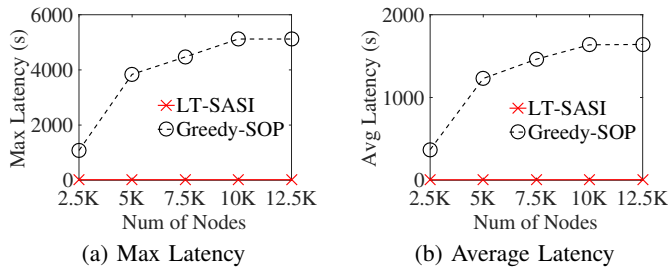 6000
4000
2000
0
Max Latency (s)
LT-SASI
Greedy-SOP
2.5K 5K 7.5K 10K 12.5K
Num of Nodes
(a) Max Latency
2000
1000
0
Avg Latency (s)
LT-SASI
Greedy-SOP
2.5K 5K 7.5K 10K 12.5K
Num of Nodes
(b) Average Latency